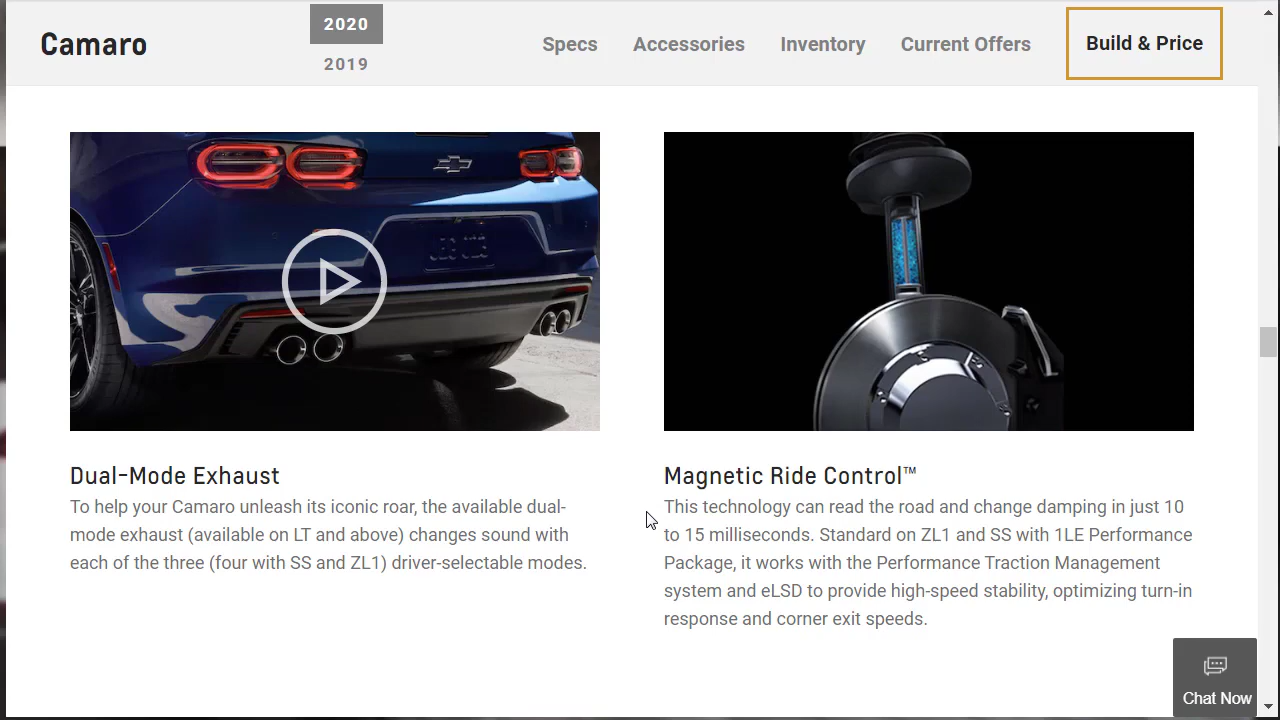 Camaro
2020
2019
Specs
Accessories
Inventory
Current Offers
Build & Price
Dual-Mode Exhaust
To help your Camaro unleash its iconic roar, the available dual-
mode exhaust (available on LT and above) changes sound with
each of the three (four with SS and ZL1) driver-selectable modes.
Magnetic Ride Control™
This technology can read the road and change damping in just 10
to 15 milliseconds. Standard on ZL1 and SS with 1LE Performance
Package, it works with the Performance Traction Management
system and eLSD to provide high-speed stability, optimizing turn-in
response and corner exit speeds.
Chat Now